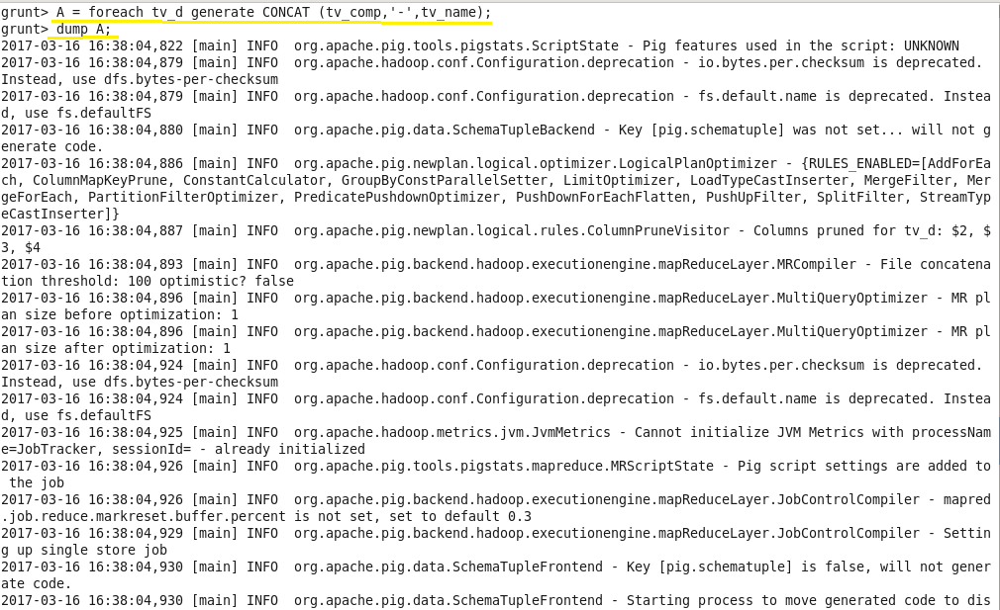 grunt> A = foreach tv_d generate CONCAT (tv_comp,'-',tv_name);
grunt> dump A;
2017-03-16 16:38:04,822 [main] INFO  org.apache.pig.tools.pigstats.ScriptState - Pig features used in the script: UNKNOWN
2017-03-16 16:38:04,879 [main] INFO  org.apache.hadoop.conf.Configuration.deprecation - io.bytes.per.checksum is deprecated.
Instead, use dfs.bytes-per-checksum
2017-03-16 16:38:04,879 [main] INFO  org.apache.hadoop.conf.Configuration.deprecation - fs.default.name is deprecated. Instea
d, use fs.defaultFS
2017-03-16 16:38:04,880 [main] INFO  org.apache.pig.data.SchemaTupleBackend - Key [pig.schematuple] was not set... will not g
enerate code.
2017-03-16 16:38:04,886 [main] INFO  org.apache.pig.newplan.logical.optimizer.LogicalPlanOptimizer - {RULES_ENABLED=[AddForEa
ch, ColumnMapKeyPrune, ConstantCalculator, GroupByConstParallelSetter, LimitOptimizer, LoadTypeCastInserter, MergeFilter, Mer
geForEach, PartitionFilterOptimizer, PredicatePushdownOptimizer, PushDownForEachFlatten, PushUpFilter, SplitFilter, StreamTyp
eCastInserter]}
2017-03-16 16:38:04,887 [main] INFO  org.apache.pig.newplan.logical.rules.ColumnPruneVisitor - Columns pruned for tv_d: $2, $
3, $4
2017-03-16 16:38:04,893 [main] INFO  org.apache.pig.backend.hadoop.executionengine.mapReduceLayer.MRCompiler - File concatena
tion threshold: 100 optimistic? false
2017-03-16 16:38:04,896 [main] INFO  org.apache.pig.backend.hadoop.executionengine.mapReduceLayer.MultiQueryOptimizer - MR pl
an size before optimization: 1
2017-03-16 16:38:04,896 [main] INFO  org.apache.pig.backend.hadoop.executionengine.mapReduceLayer.MultiQueryOptimizer - MR pl
an size after optimization: 1
2017-03-16 16:38:04,924 [main] INFO  org.apache.hadoop.conf.Configuration.deprecation - io.bytes.per.checksum is deprecated.
Instead, use dfs.bytes-per-checksum
2017-03-16 16:38:04,924 [main] INFO  org.apache.hadoop.conf.Configuration.deprecation - fs.default.name is deprecated. Instea
d, use fs.defaultFS
2017-03-16 16:38:04,925 [main] INFO  org.apache.hadoop.metrics.jvm.JvmMetrics - Cannot initialize JVM Metrics with processNam
e=JobTracker, sessionId= - already initialized
2017-03-16 16:38:04,926 [main] INFO  org.apache.pig.tools.pigstats.mapreduce.MRScriptState - Pig script settings are added to
 the job
2017-03-16 16:38:04,926 [main] INFO  org.apache.pig.backend.hadoop.executionengine.mapReduceLayer.JobControlCompiler - mapred
.job.reduce.markreset.buffer.percent is not set, set to default 0.3
2017-03-16 16:38:04,929 [main] INFO  org.apache.pig.backend.hadoop.executionengine.mapReduceLayer.JobControlCompiler - Settin
g up single store job
2017-03-16 16:38:04,930 [main] INFO  org.apache.pig.data.SchemaTupleFrontend - Key [pig.schematuple] is false, will not gener
ate code.
2017-03-16 16:38:04,930 [main] INFO  org.apache.pig.data.SchemaTupleFrontend - Starting process to move generated code to dis